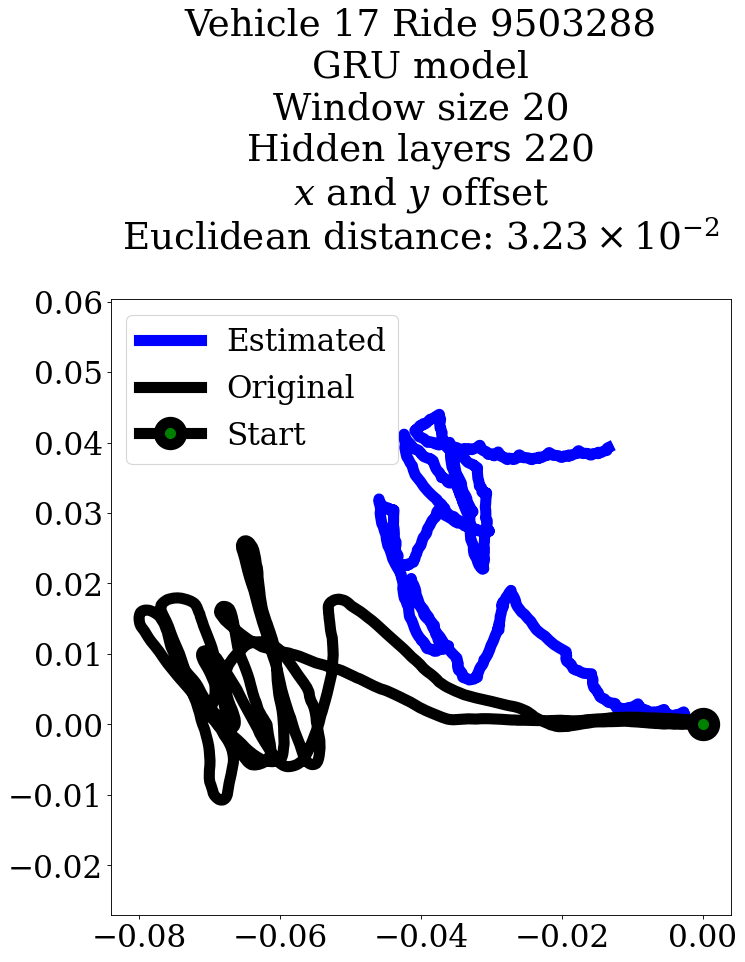 Vehicle 17 Ride 9503288
GRU model
Window size 20
Hidden layers 220
x and y offset
Euclidean distance: 3.23 × 10⁻²
0.06
0.05
0.04
0.03
0.02
0.01
0.00
−0.01
−0.02
Estimated
Original
Start
−0.08 −0.06 −0.04 −0.02 0.00